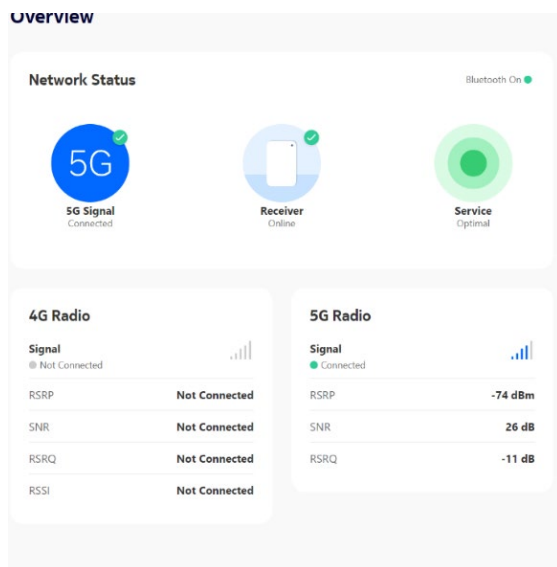 Overview
Network Status
Bluetooth On
5G
5G Signal
Connected
Receiver
Online
Service
Optimal
4G Radio
Signal
Not Connected
RSRP Not Connected
SNR Not Connected
RSRQ Not Connected
RSSI Not Connected
5G Radio
Signal
Connected
RSRP -74 dBm
SNR 26 dB
RSRQ -11 dB